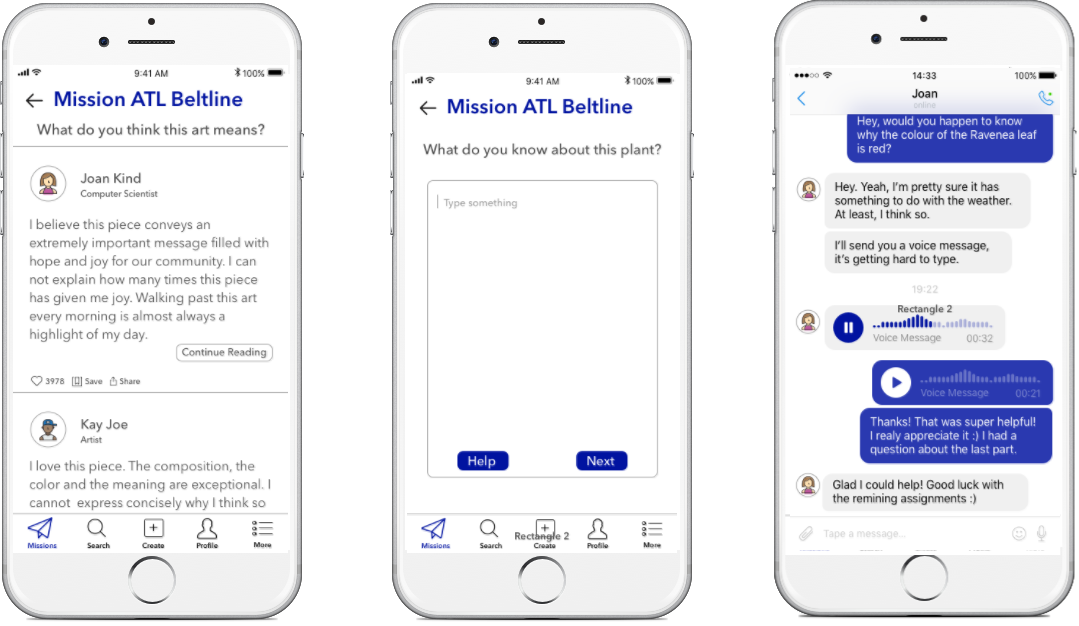 9:41 AM
100%
Mission ATL Beltline
What do you think this art means?
Joan Kind
Computer Scientist
I believe this piece conveys an
extremely important message filled with
hope and joy for our community. I can
not explain how many times this piece
has given me joy. Walking past this art
every morning is almost always a
highlight of my day.
Continue Reading
3978 Save Share
Kay Joe
Artist
I love this piece. The composition, the
color and the meaning are exceptional. I
cannot express concisely why I think so
Missions Search Create Profile More
9:41 AM
100%
Mission ATL Beltline
What do you know about this plant?
Type something
Help Next
Rectangle 2
Missions Search Create Profile More
14:33
100%
Joan
online
Hey, would you happen to know
why the colour of the Ravenea leaf
is red?
Hey. Yeah, I'm pretty sure it has
something to do with the weather.
At least, I think so.
I'll send you a voice message,
it's getting hard to type.
19:22
Rectangle 2
Voice Message 00:32
Voice Message 00:21
Thanks! That was super helpful!
I realy appreciate it :) I had a
question about the last part.
Glad I could help! Good luck with
the remining assignments :)
Tape a message...